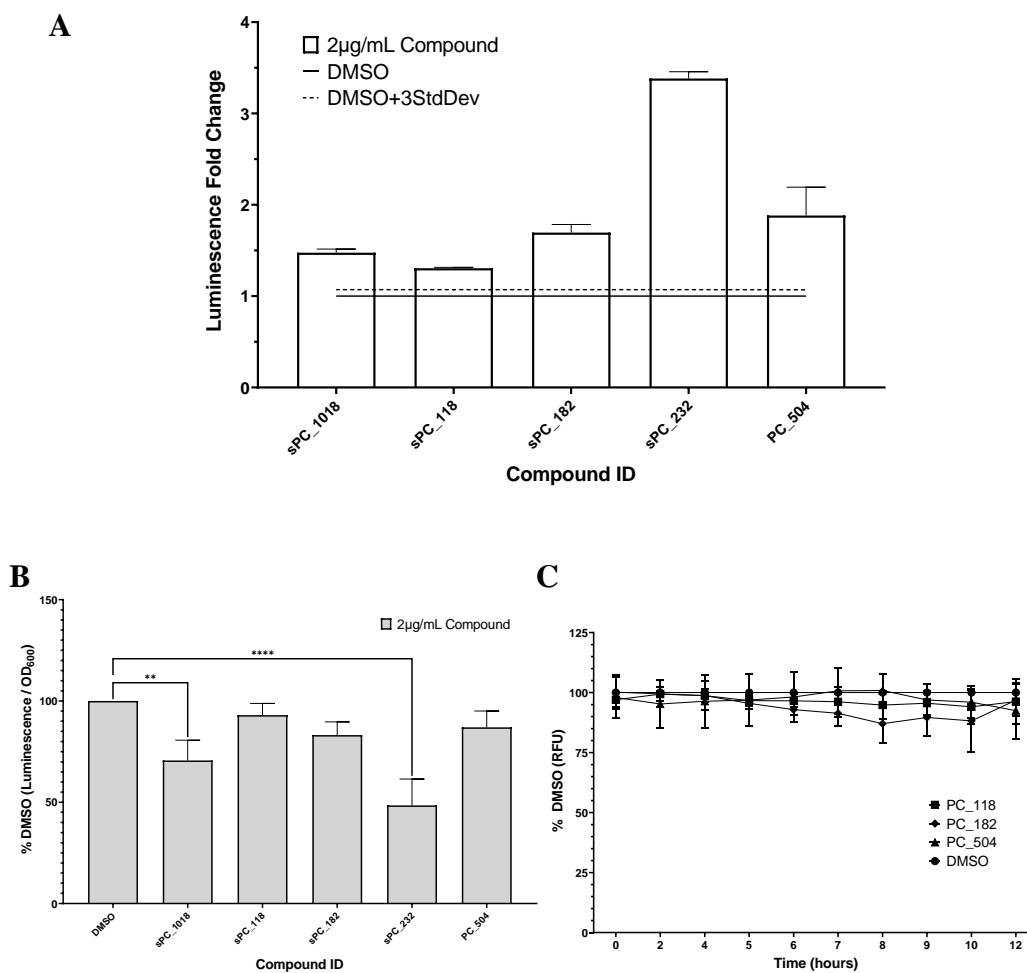 A
Luminescence Fold Change
4
3
2
1
0
2µg/mL Compound
DMSO
DMSO+3StdDev
sPC_1018
sPC_118
sPC_182
sPC_232
PC_504
Compound ID
B
% DMSO (Luminescence / OD600)
150
100
50
0
2µg/mL Compound
**
****
DMSO
sPC_1018
sPC_118
sPC_182
sPC_232
PC_504
Compound ID
C
% DMSO (RFU)
125
100
75
50
25
0
PC_118
PC_182
PC_504
DMSO
0 2 4 5 6 7 8 9 10 12
Time (hours)